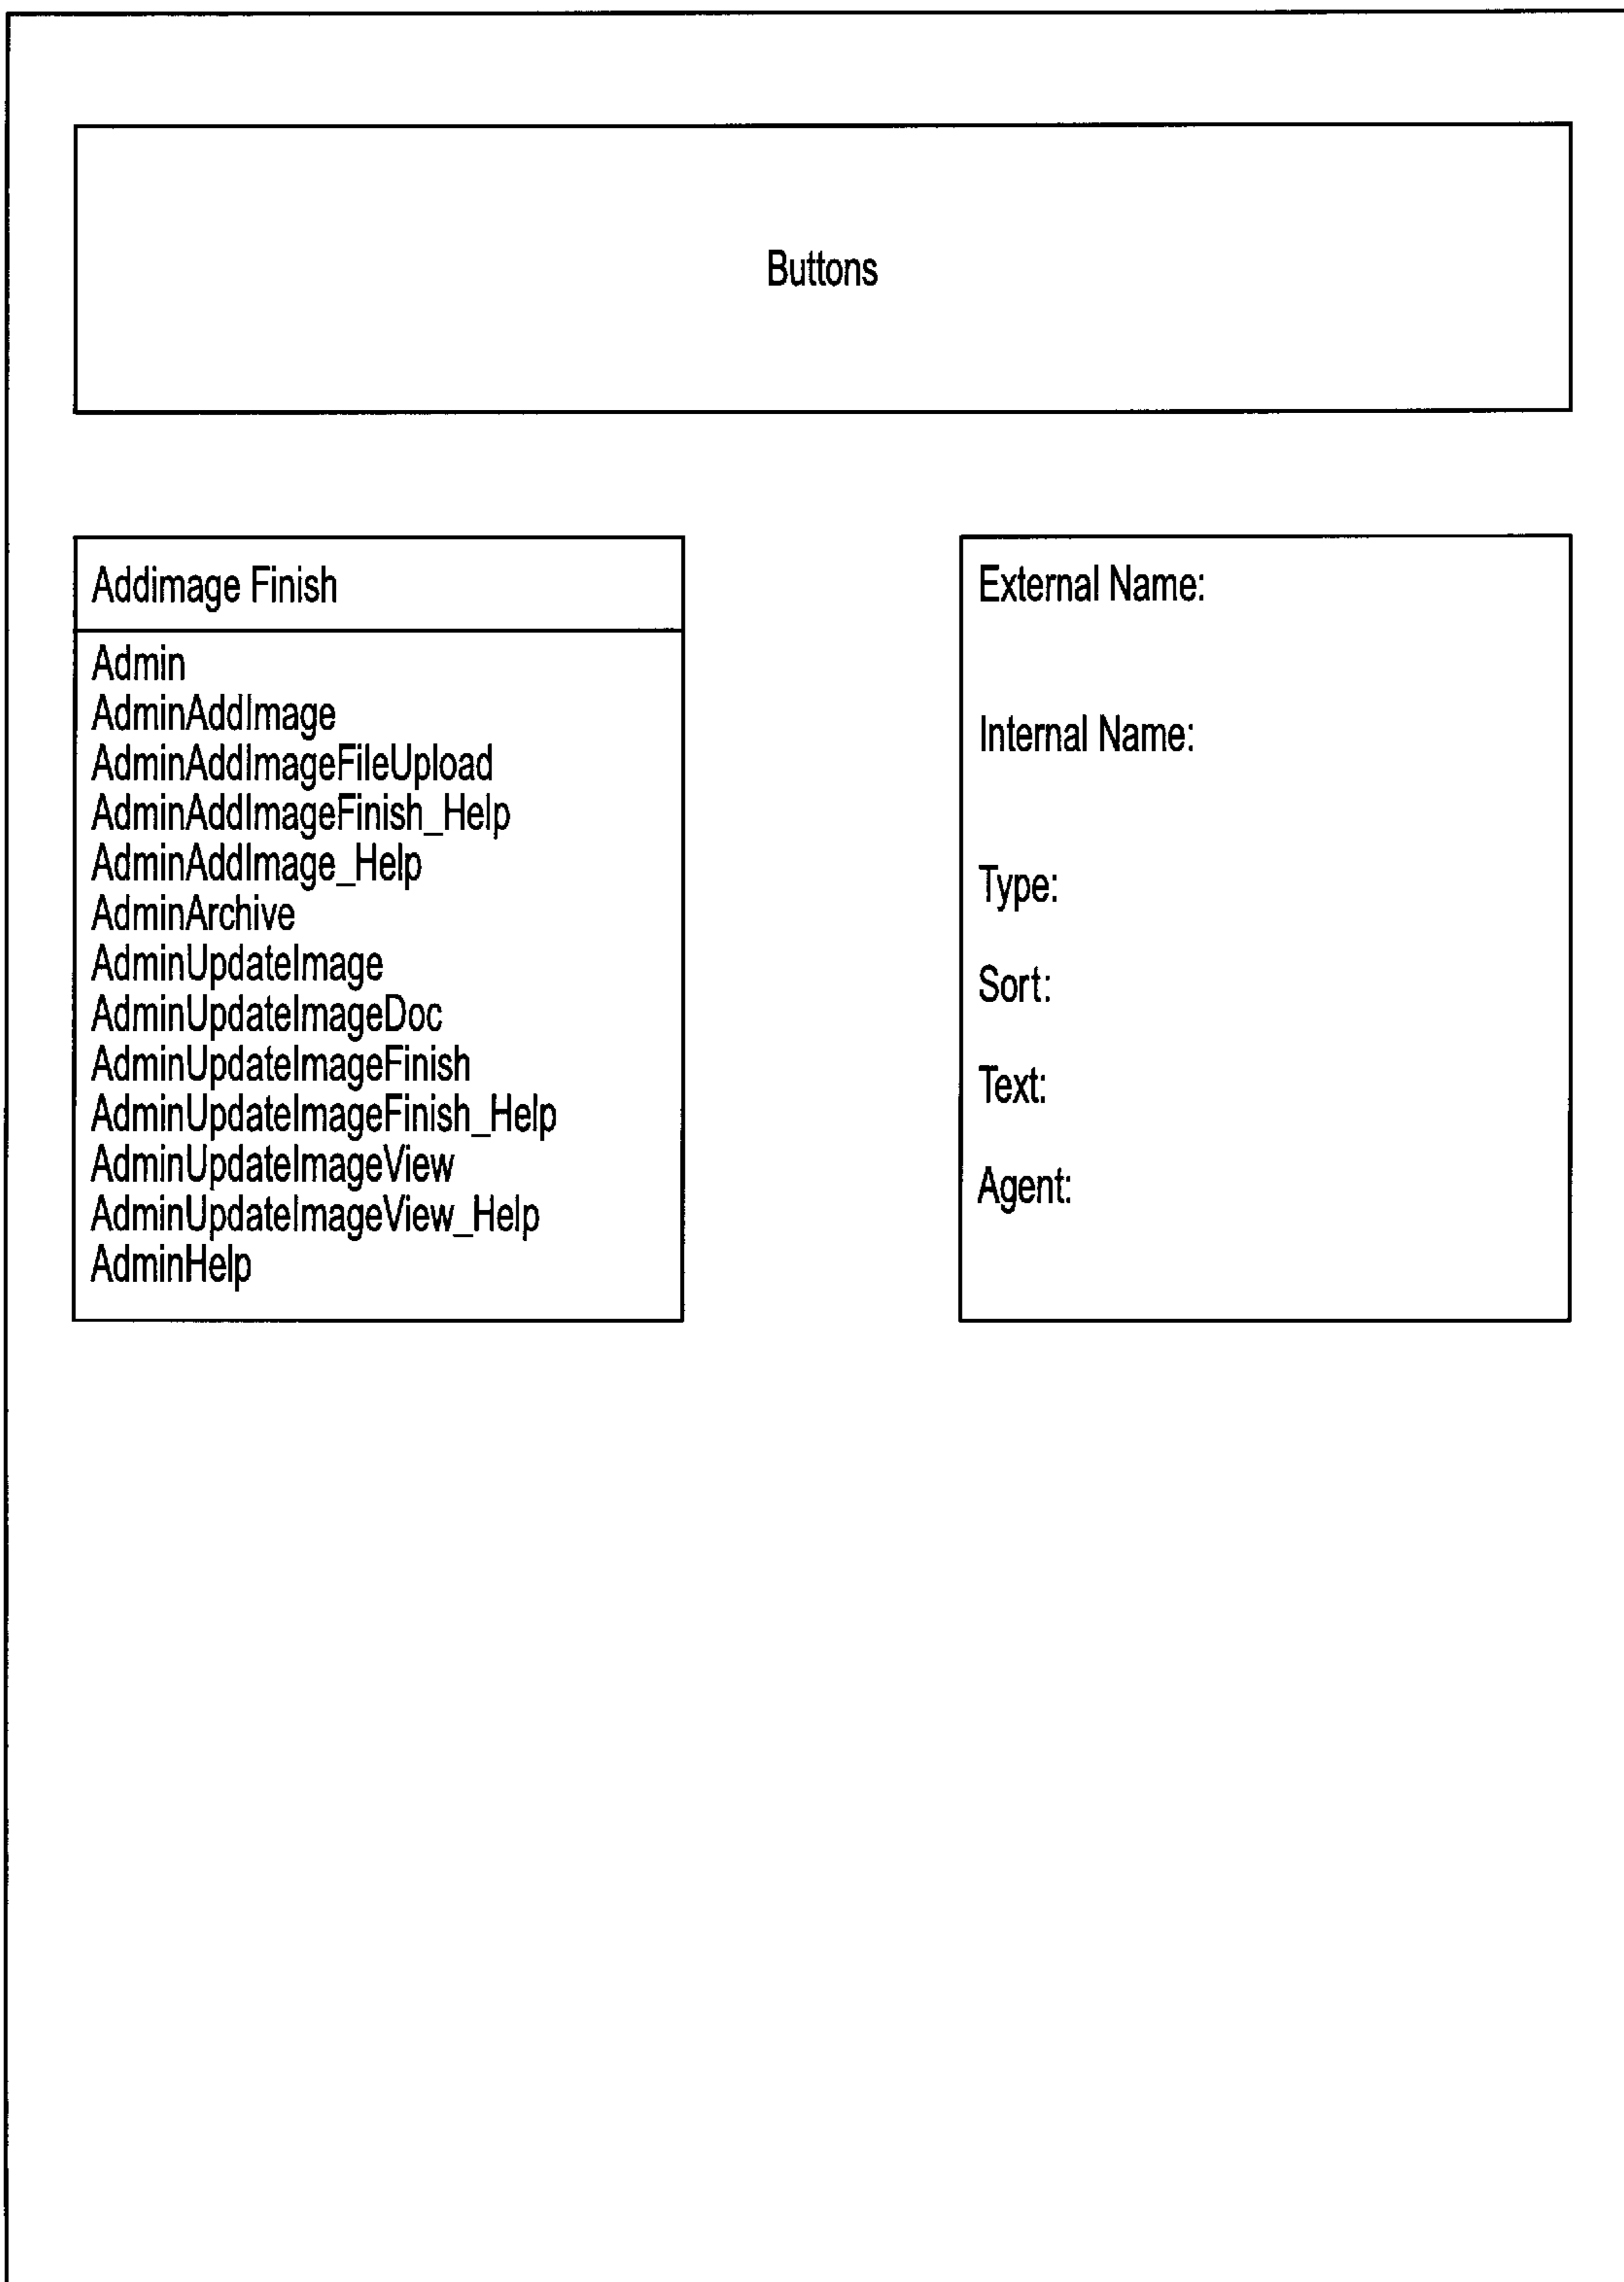 Buttons
Addimage Finish
Admin
AdminAddImage
AdminAddImageFileUpload
AdminAddImageFinish_Help
AdminAddImage_Help
AdminArchive
AdminUpdateImage
AdminUpdateImageDoc
AdminUpdateImageFinish
AdminUpdateImageFinish_Help
AdminUpdateImageView
AdminUpdateImageView_Help
AdminHelp
External Name:
Internal Name:
Type:
Sort:
Text:
Agent: